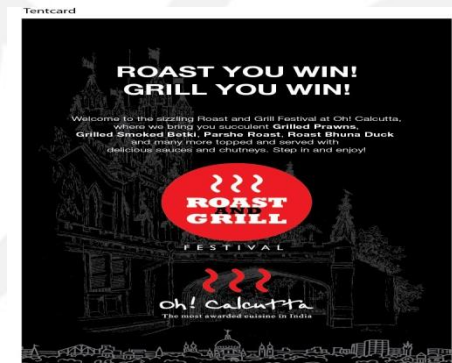 Tentcard
ROAST YOU WIN!
GRILL YOU WIN!
Welcome to the sizzling Roast and Grill Festival at Oh! Calcutta,
where we bring you succulent Grilled Prawns,
Grilled Smoked Betki, Parshe Roast, Roast Bhuna Duck
and many more topped and served with
delicious sauces and chutneys. Step in and enjoy!
ROAST
AND
GRILL
FESTIVAL
Oh! Calcutta
The most awarded cuisine in India